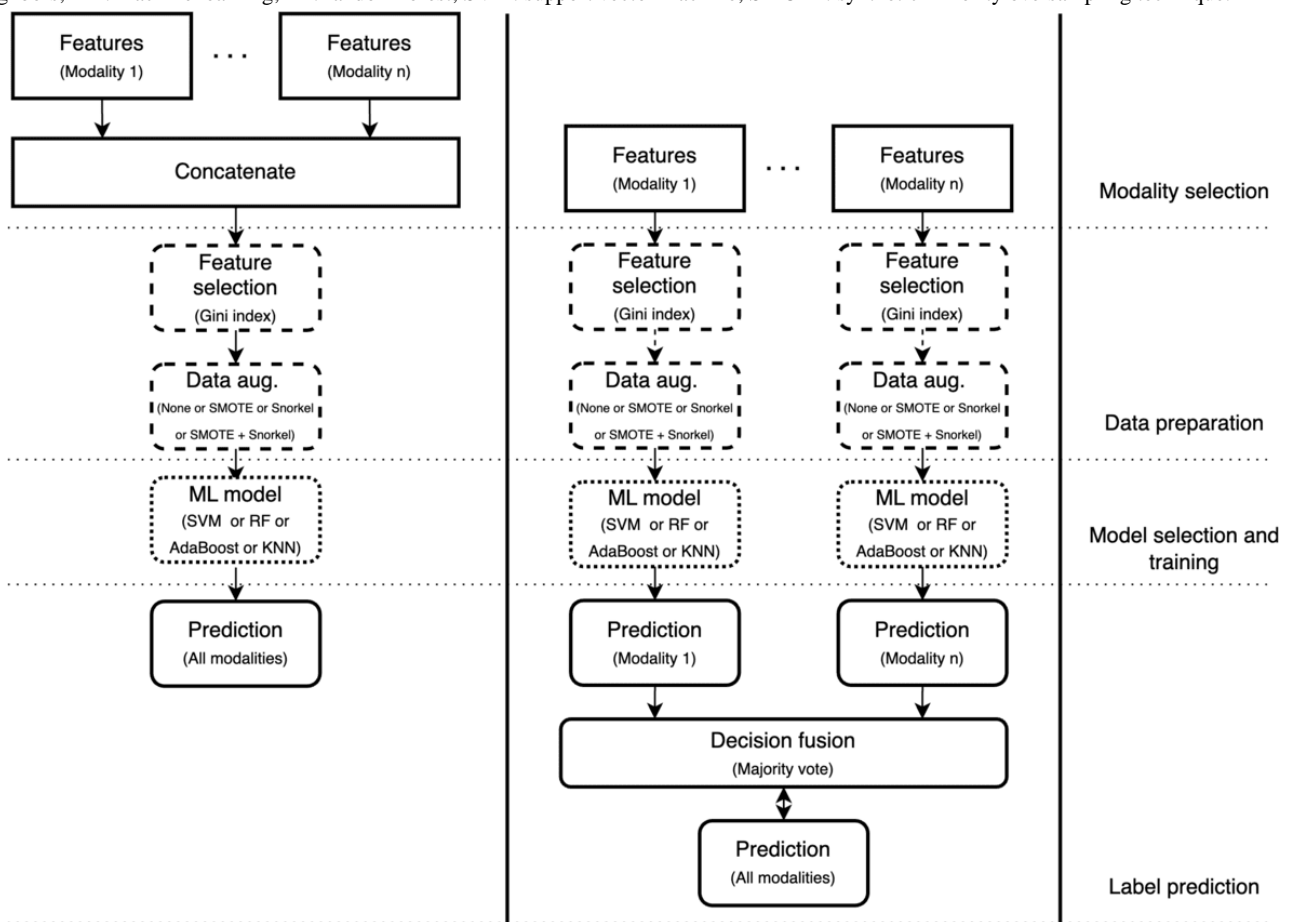 Features
(Modality 1)
. . .
Features
(Modality n)
Concatenate
Feature
selection
(Gini index)
Data aug.
(None or SMOTE or Snorkel
or SMOTE + Snorkel)
ML model
(SVM or RF or
AdaBoost or KNN)
Prediction
(All modalities)
Features
(Modality 1)
. . .
Features
(Modality n)
Feature
selection
(Gini index)
Feature
selection
(Gini index)
Data aug.
(None or SMOTE or Snorkel
or SMOTE + Snorkel)
Data aug.
(None or SMOTE or Snorkel
or SMOTE + Snorkel)
ML model
(SVM or RF or
AdaBoost or KNN)
ML model
(SVM or RF or
AdaBoost or KNN)
Prediction
(Modality 1)
Prediction
(Modality n)
Decision fusion
(Majority vote)
Prediction
(All modalities)
Modality selection
Data preparation
Model selection and
training
Label prediction